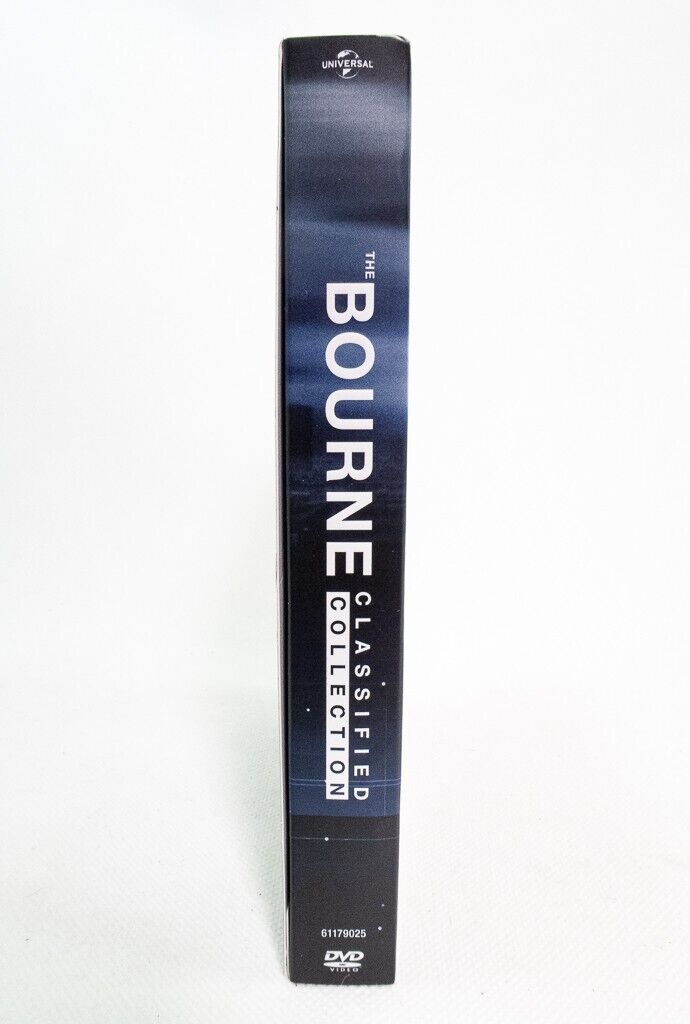 UNIVERSAL
THE
BOURNE
CLASSIFIED
COLLECTION
61179025
DVD
VIDEO